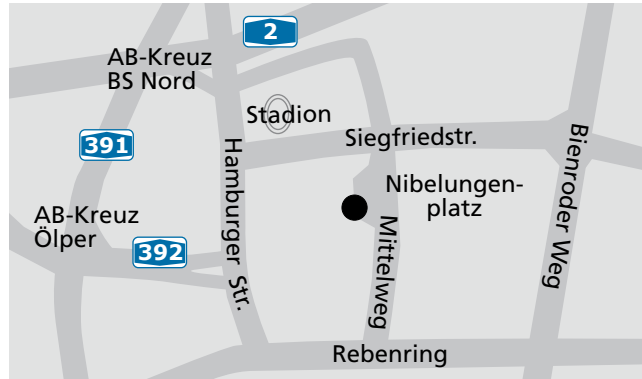 2
AB-Kreuz
BS Nord
Stadion
391
Siegfriedstr.
Hamburger Str.
Bienroder Weg
Nibelungen-
platz
AB-Kreuz
Ölper
392
Mittelweg
Rebenring